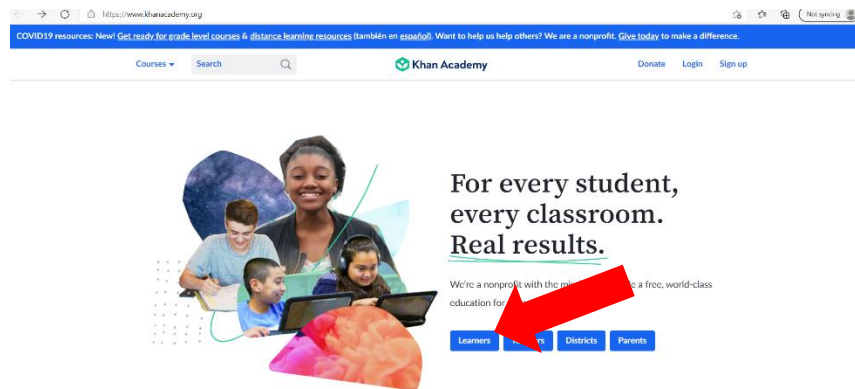 https://www.khanacademy.org
Not syncing
COVID19 resources: New! Get ready for grade level courses & distance learning resources (también en español). Want to help us help others? We are a nonprofit. Give today to make a difference.
Courses Search Khan Academy Donate Login Sign up
For every student,
every classroom.
Real results.
We're a nonprofit with the a free, world-class
education for
Learners Districts Parents